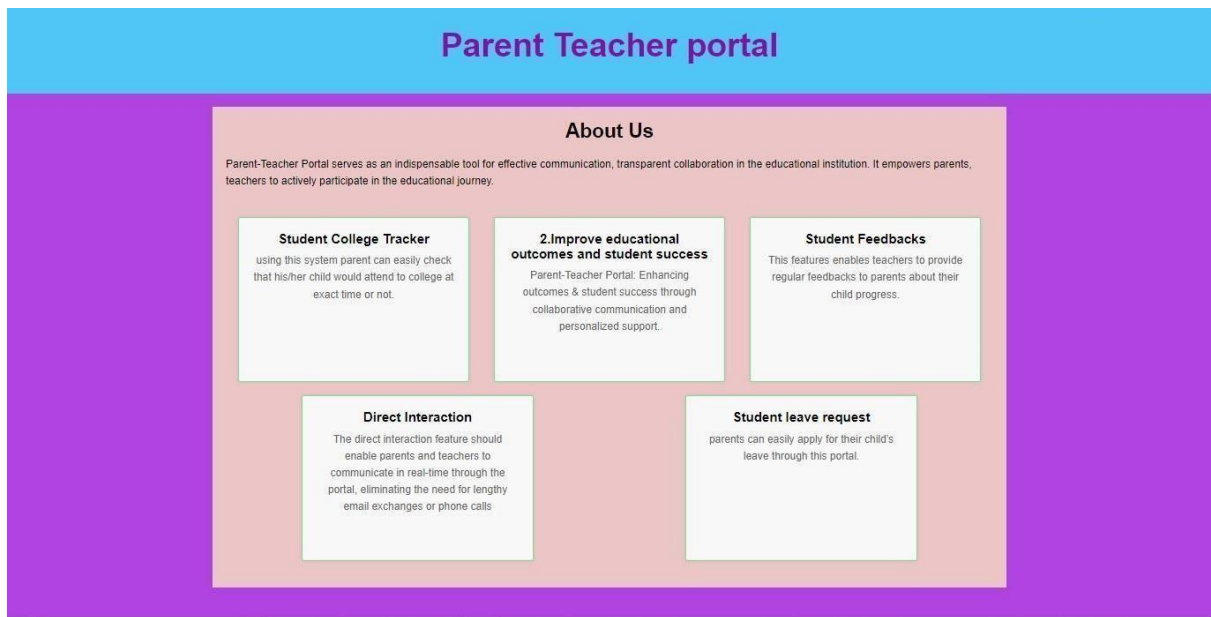 Parent Teacher portal
About Us
Parent-Teacher Portal serves as an indispensable tool for effective communication, transparent collaboration in the educational institution. It empowers parents,
teachers to actively participate in the educational journey.
Student College Tracker
using this system parent can easily check
that his/her child would attend to college at
exact time or not.
2.Improve educational
outcomes and student success
Parent-Teacher Portal: Enhancing
outcomes & student success through
collaborative communication and
personalized support.
Student Feedbacks
This features enables teachers to provide
regular feedbacks to parents about their
child progress.
Direct Interaction
The direct interaction feature should
enable parents and teachers to
communicate in real-time through the
portal, eliminating the need for lengthy
email exchanges or phone calls
Student leave request
parents can easily apply for their child's
leave through this portal.